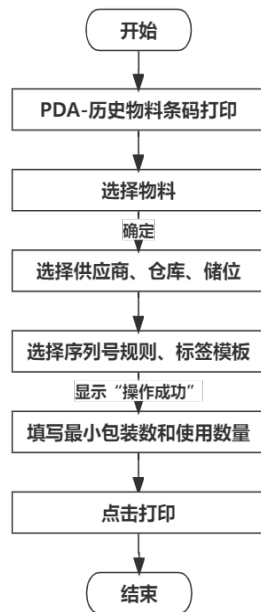 开始
PDA-历史物料条码打印
选择物料
确定
选择供应商、仓库、储位
选择序列号规则、标签模板
显示“操作成功”
填写最小包装数和使用数量
点击打印
结束